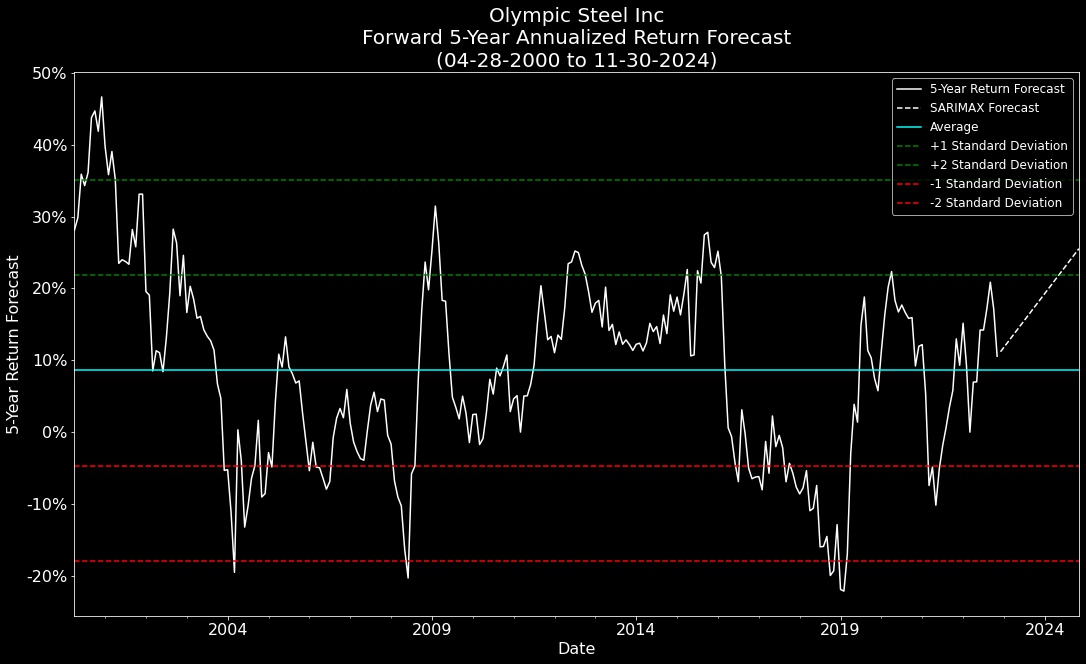 Olympic Steel Inc
Forward 5-Year Annualized Return Forecast
(04-28-2000 to 11-30-2024)
5-Year Return Forecast
SARIMAX Forecast
Average
+1 Standard Deviation
+2 Standard Deviation
-1 Standard Deviation
-2 Standard Deviation
5-Year Return Forecast
50%
40%
30%
20%
10%
0%
-10%
-20%
2004
2009
2014
2019
2024
Date